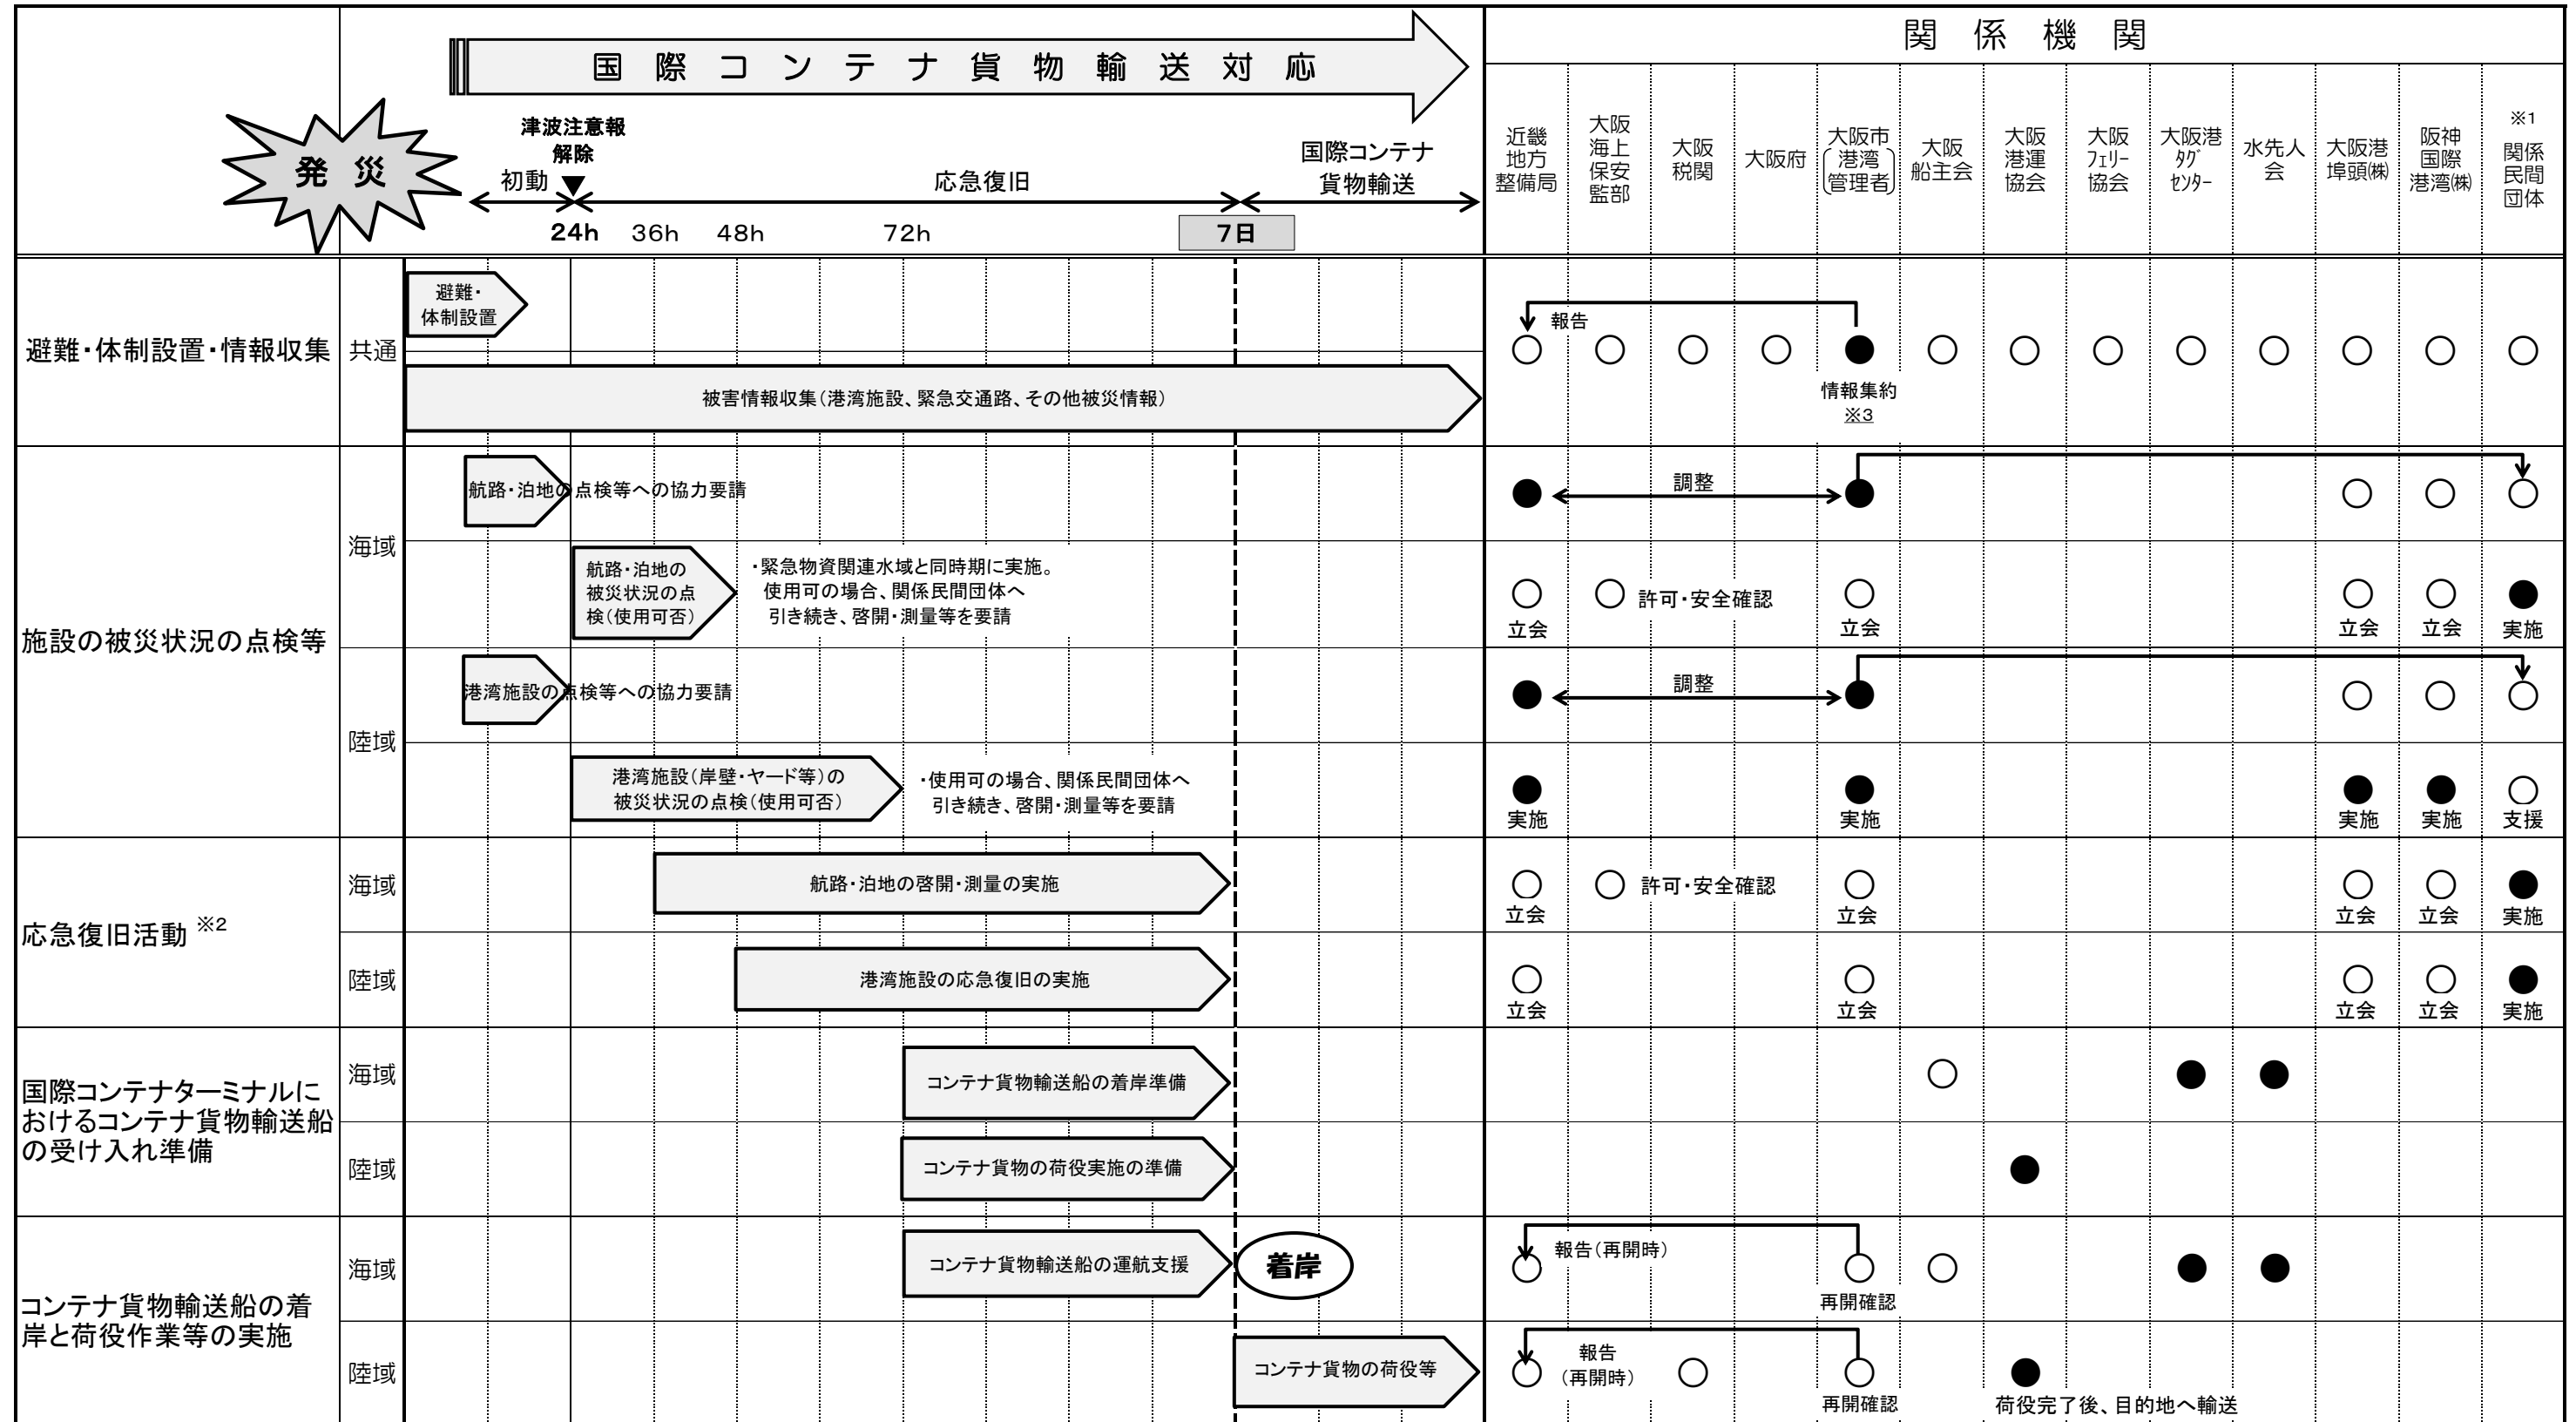 国際コンテナ貨物輸送対応
関係機関
発災
津波注意報
解除
初動
応急復旧
国際コンテナ
貨物輸送
24h
36h
48h
72h
7日
近畿
地方
整備局
大阪
海上
保安
監部
大阪
税関
大阪府
大阪市
港湾
管理者
大阪
船主会
大阪
港運
協会
大阪
ﾌｪﾘｰ
協会
大阪港
ﾀｸﾞ
ｾﾝﾀｰ
水先人
会
大阪港
埠頭㈱
阪神
国際
港湾㈱
※1
関係
民間
団体
避難・体制設置・情報収集
共通
避難・
体制設置
報告
被害情報収集（港湾施設、緊急交通路、その他被災情報）
情報集約
※3
施設の被災状況の点検等
海域
航路・泊地の点検等への協力要請
調整
航路・泊地の
被災状況の点
検（使用可否）
・緊急物資関連水域と同時期に実施。
使用可の場合、関係民間団体へ
引き続き、啓開・測量等を要請
許可・安全確認
立会
立会
立会
立会
実施
陸域
港湾施設の点検等への協力要請
調整
港湾施設（岸壁・ヤード等）の
被災状況の点検（使用可否）
・使用可の場合、関係民間団体へ
引き続き、啓開・測量等を要請
実施
実施
実施
実施
支援
応急復旧活動 ※2
海域
航路・泊地の啓開・測量の実施
許可・安全確認
立会
立会
立会
立会
実施
陸域
港湾施設の応急復旧の実施
立会
立会
立会
立会
実施
国際コンテナターミナルに
おけるコンテナ貨物輸送船
の受け入れ準備
海域
コンテナ貨物輸送船の着岸準備
陸域
コンテナ貨物の荷役実施の準備
コンテナ貨物輸送船の着
岸と荷役作業等の実施
海域
コンテナ貨物輸送船の運航支援
着岸
報告（再開時）
再開確認
陸域
コンテナ貨物の荷役等
報告
（再開時）
再開確認
荷役完了後、目的地へ輸送